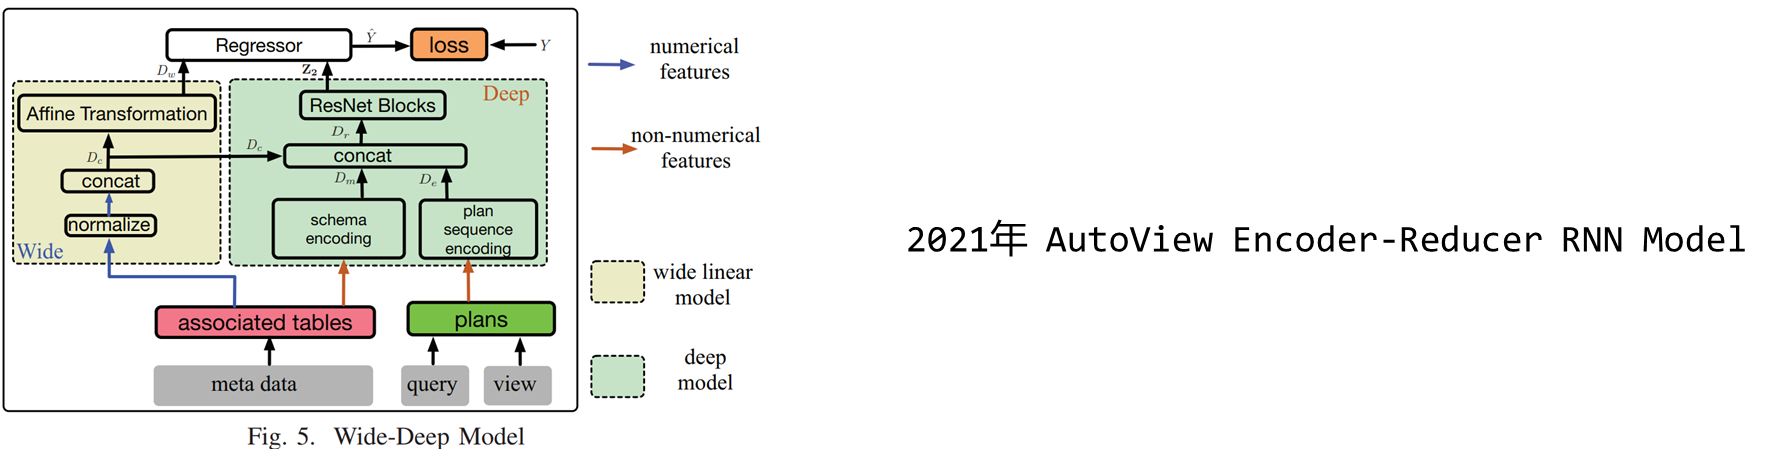 Regressor
Ŷ
loss
Y
D_w
Z₂
Affine Transformation
ResNet Blocks
Deep
D_r
D_c
D_c
concat
concat
D_m
D_e
normalize
schema
encoding
plan
sequence
encoding
Wide
associated tables
plans
meta data
query
view
numerical
features
non-numerical
features
wide linear
model
deep
model
Fig. 5. Wide-Deep Model
2021年 AutoView Encoder-Reducer RNN Model